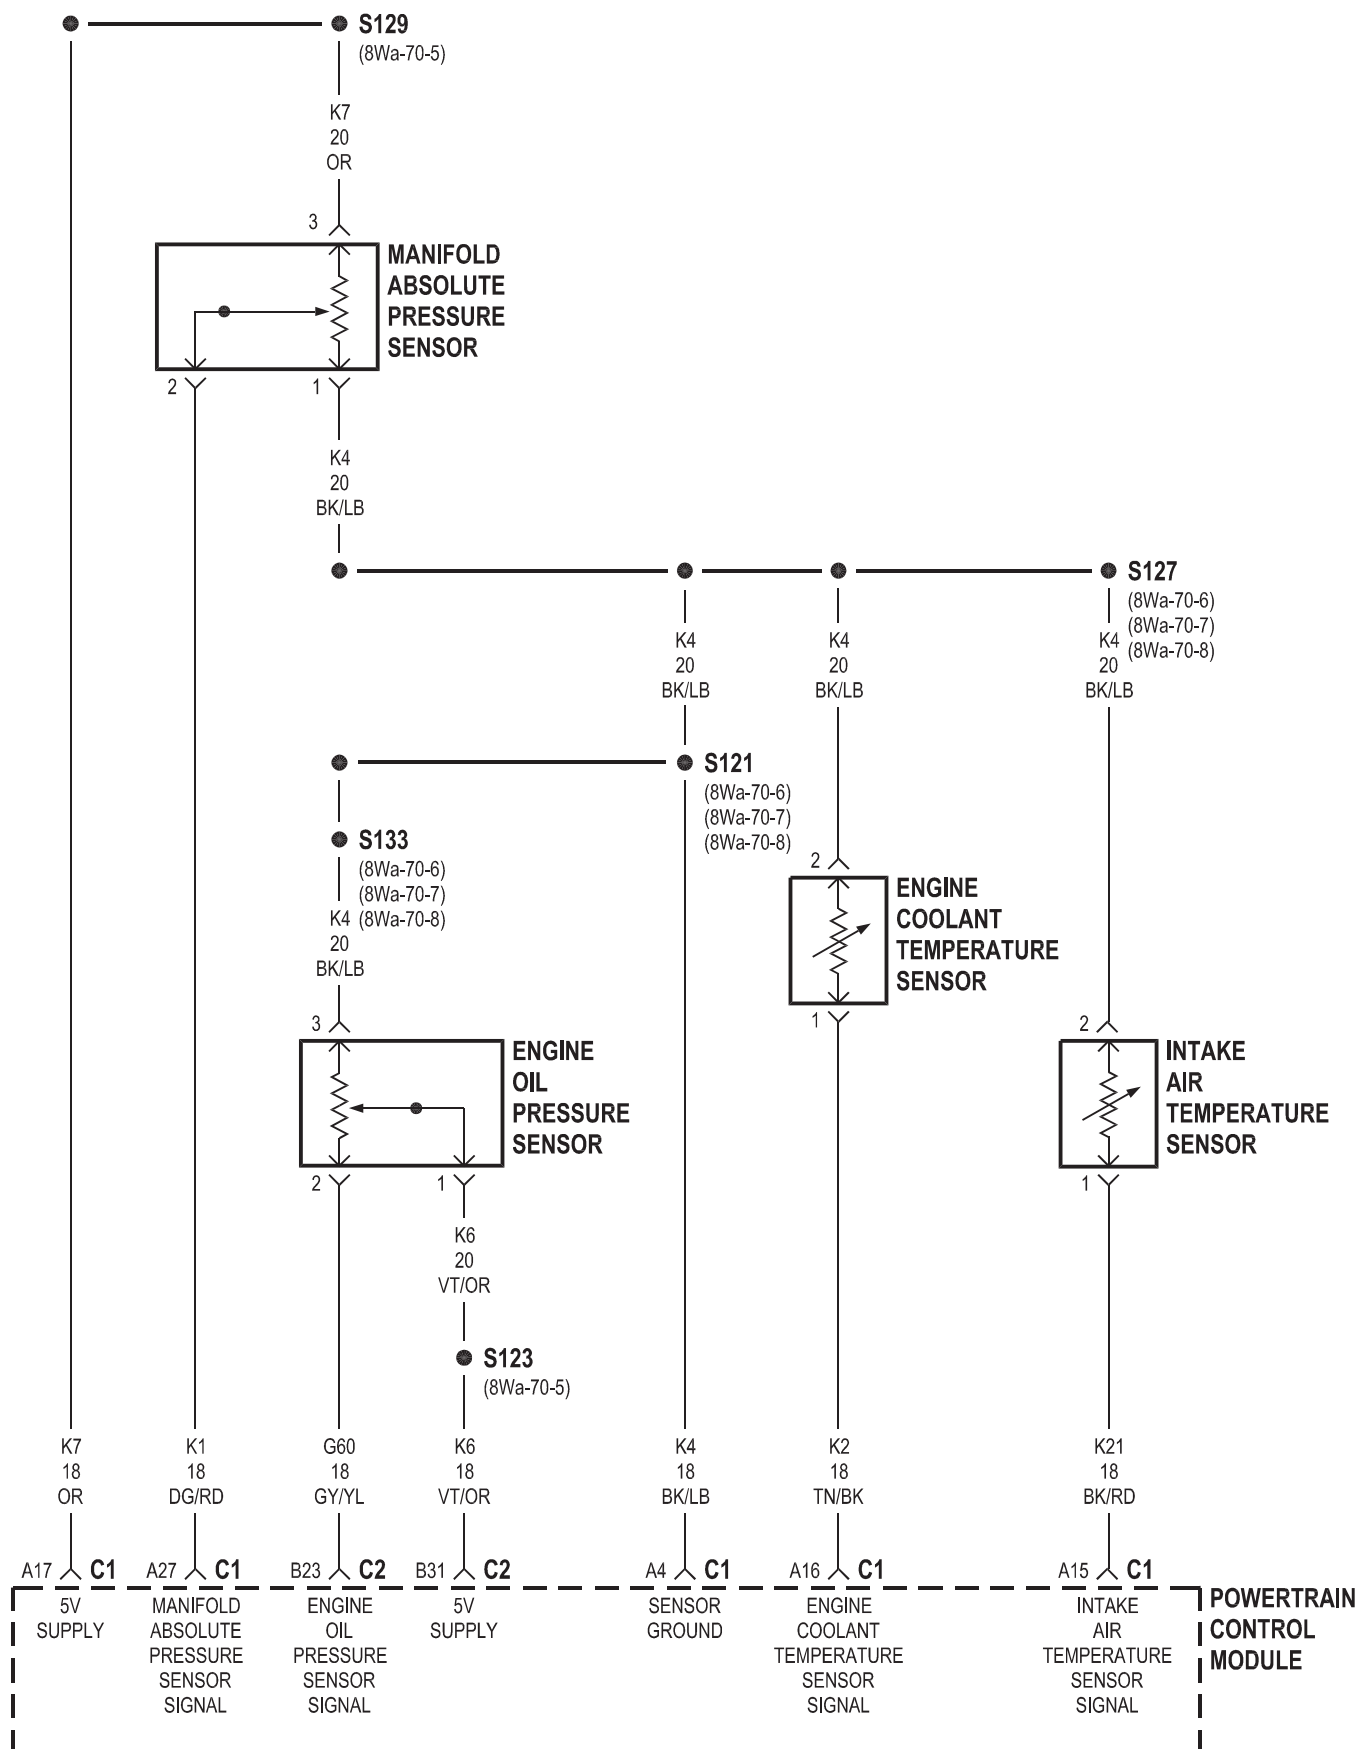 S129
(8Wa-70-5)
K7
20
OR
3
MANIFOLD
ABSOLUTE
PRESSURE
SENSOR
2
1
K4
20
BK/LB
S127
(8Wa-70-6)
(8Wa-70-7)
(8Wa-70-8)
K4
20
BK/LB
K4
20
BK/LB
K4
20
BK/LB
S121
(8Wa-70-6)
(8Wa-70-7)
(8Wa-70-8)
S133
(8Wa-70-6)
(8Wa-70-7)
(8Wa-70-8)
K4
20
BK/LB
2
ENGINE
COOLANT
TEMPERATURE
SENSOR
1
3
ENGINE
OIL
PRESSURE
SENSOR
2
1
2
INTAKE
AIR
TEMPERATURE
SENSOR
1
K6
20
VT/OR
S123
(8Wa-70-5)
K7
18
OR
K1
18
DG/RD
G60
18
GY/YL
K6
18
VT/OR
K4
18
BK/LB
K2
18
TN/BK
K21
18
BK/RD
A17 C1
A27 C1
B23 C2
B31 C2
A4 C1
A16 C1
A15 C1
5V
SUPPLY
MANIFOLD
ABSOLUTE
PRESSURE
SENSOR
SIGNAL
ENGINE
OIL
PRESSURE
SENSOR
SIGNAL
5V
SUPPLY
SENSOR
GROUND
ENGINE
COOLANT
TEMPERATURE
SENSOR
SIGNAL
INTAKE
AIR
TEMPERATURE
SENSOR
SIGNAL
POWERTRAIN
CONTROL
MODULE